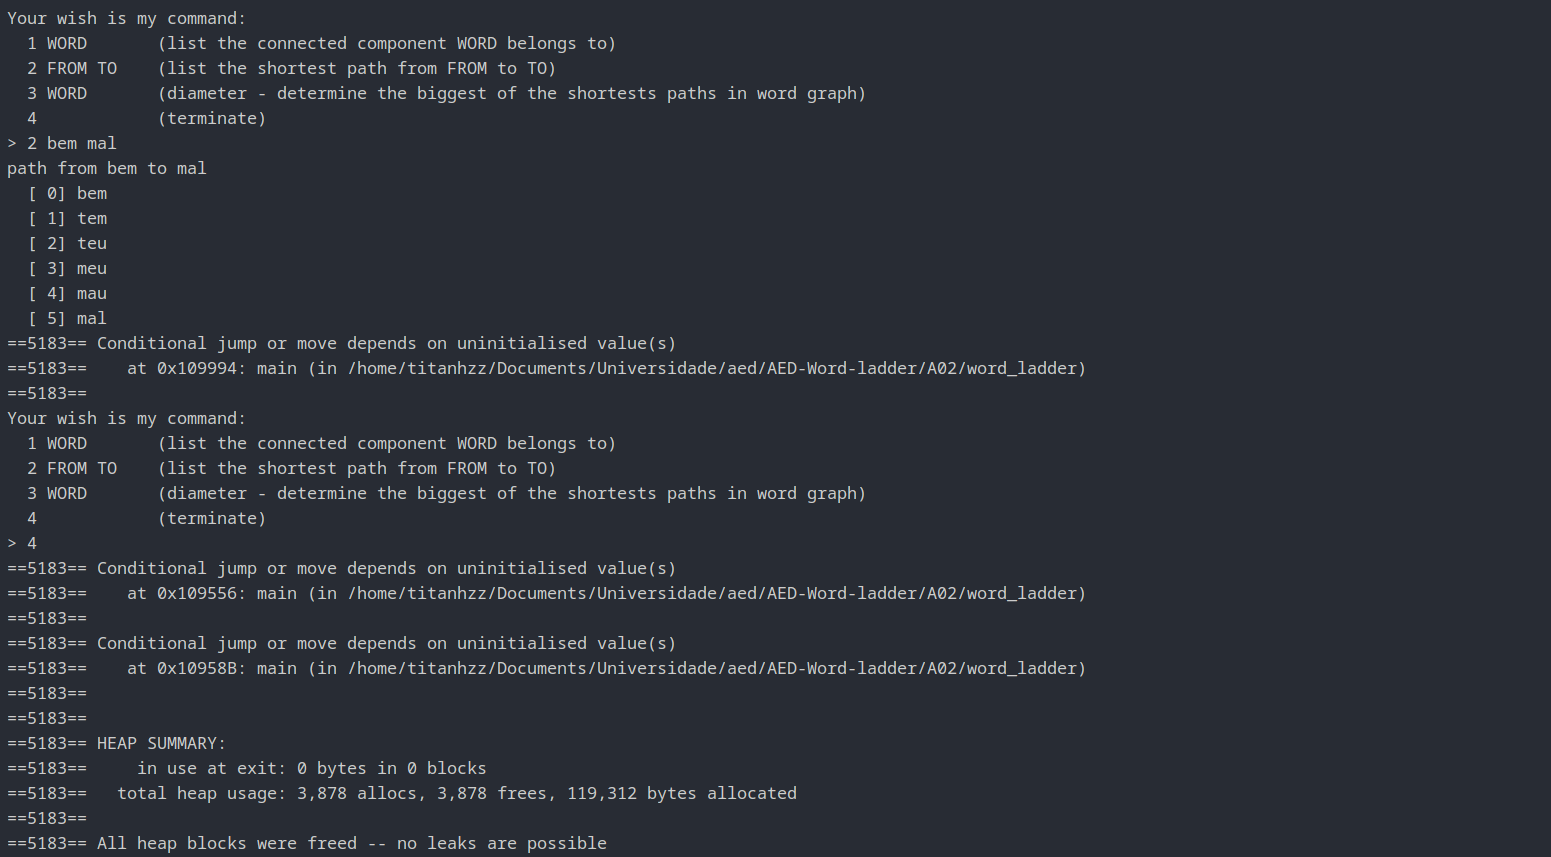 Your wish is my command:
  1 WORD       (list the connected component WORD belongs to)
  2 FROM TO    (list the shortest path from FROM to TO)
  3 WORD       (diameter - determine the biggest of the shortests paths in word graph)
  4            (terminate)
> 2 bem mal
path from bem to mal
  [ 0] bem
  [ 1] tem
  [ 2] teu
  [ 3] meu
  [ 4] mau
  [ 5] mal
==5183== Conditional jump or move depends on uninitialised value(s)
==5183==    at 0x109994: main (in /home/titanhzz/Documents/Universidade/aed/AED-Word-ladder/A02/word_ladder)
==5183==
Your wish is my command:
  1 WORD       (list the connected component WORD belongs to)
  2 FROM TO    (list the shortest path from FROM to TO)
  3 WORD       (diameter - determine the biggest of the shortests paths in word graph)
  4            (terminate)
> 4
==5183== Conditional jump or move depends on uninitialised value(s)
==5183==    at 0x109556: main (in /home/titanhzz/Documents/Universidade/aed/AED-Word-ladder/A02/word_ladder)
==5183==
==5183== Conditional jump or move depends on uninitialised value(s)
==5183==    at 0x10958B: main (in /home/titanhzz/Documents/Universidade/aed/AED-Word-ladder/A02/word_ladder)
==5183==
==5183==
==5183== HEAP SUMMARY:
==5183==     in use at exit: 0 bytes in 0 blocks
==5183==   total heap usage: 3,878 allocs, 3,878 frees, 119,312 bytes allocated
==5183==
==5183== All heap blocks were freed -- no leaks are possible